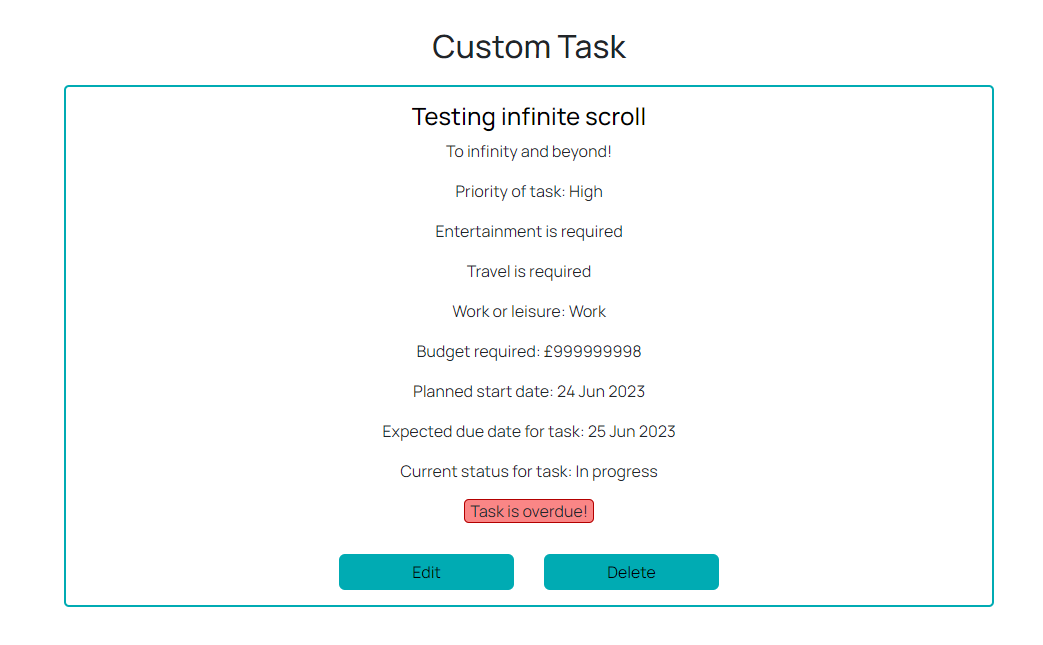 Custom Task
Testing infinite scroll
To infinity and beyond!
Priority of task: High
Entertainment is required
Travel is required
Work or leisure: Work
Budget required: £999999998
Planned start date: 24 Jun 2023
Expected due date for task: 25 Jun 2023
Current status for task: In progress
Task is overdue!
Edit
Delete